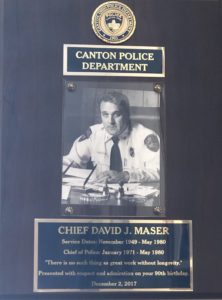 CANTON POLICE
DEPARTMENT
CHIEF DAVID J. MASER
Service Dates: November 1949 - May 1980
Chief of Police: January 1971 - May 1980
"There is no such thing as great work without longevity."
Presented with respect and admiration on your 90th birthday.
December 2, 2017